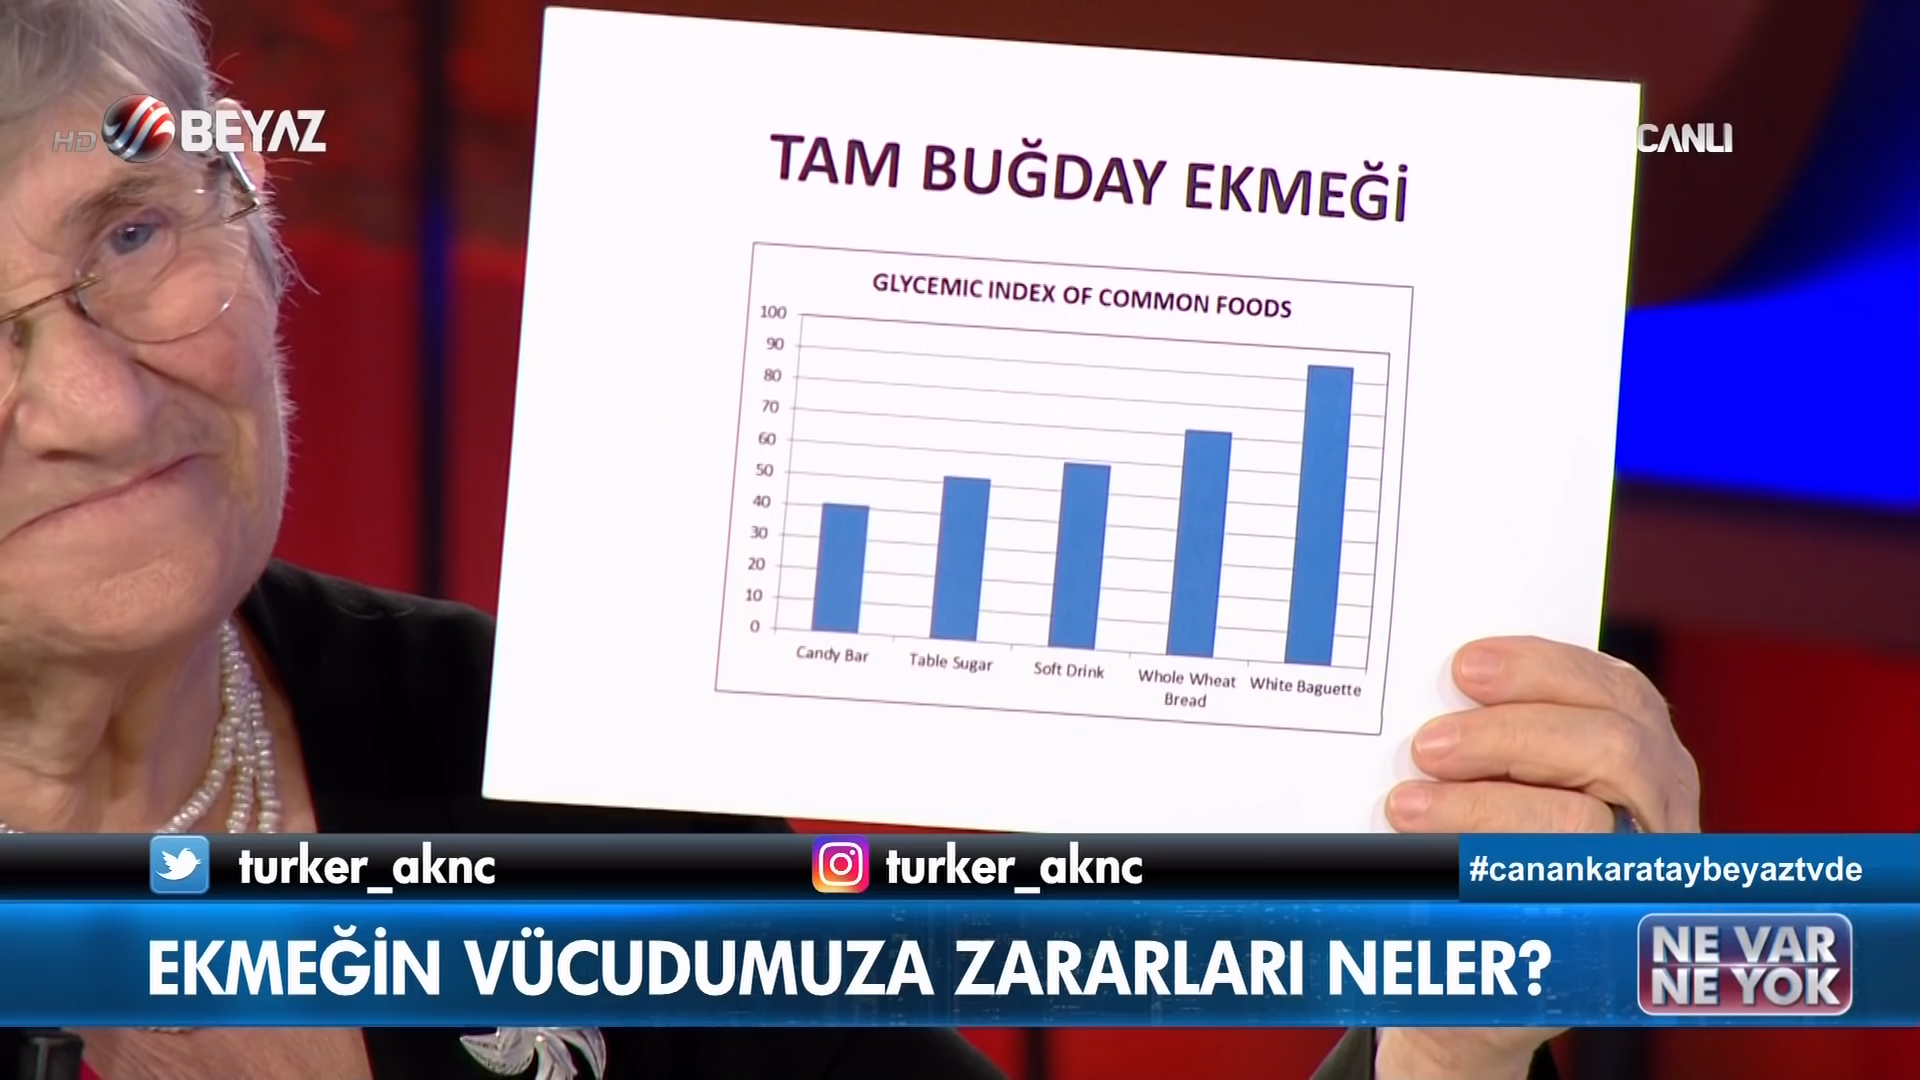 HD BEYAZ
CANLI
TAM BUĞDAY EKMEĞİ
GLYCEMIC INDEX OF COMMON FOODS
100
90
80
70
60
50
40
30
20
10
0
Candy Bar
Table Sugar
Soft Drink
Whole Wheat
Bread
White Baguette
turker_aknc
turker_aknc
#canankarataybeyaztvde
EKMEĞİN VÜCUDUMUZA ZARARLARI NELER?
NE VAR
NE YOK